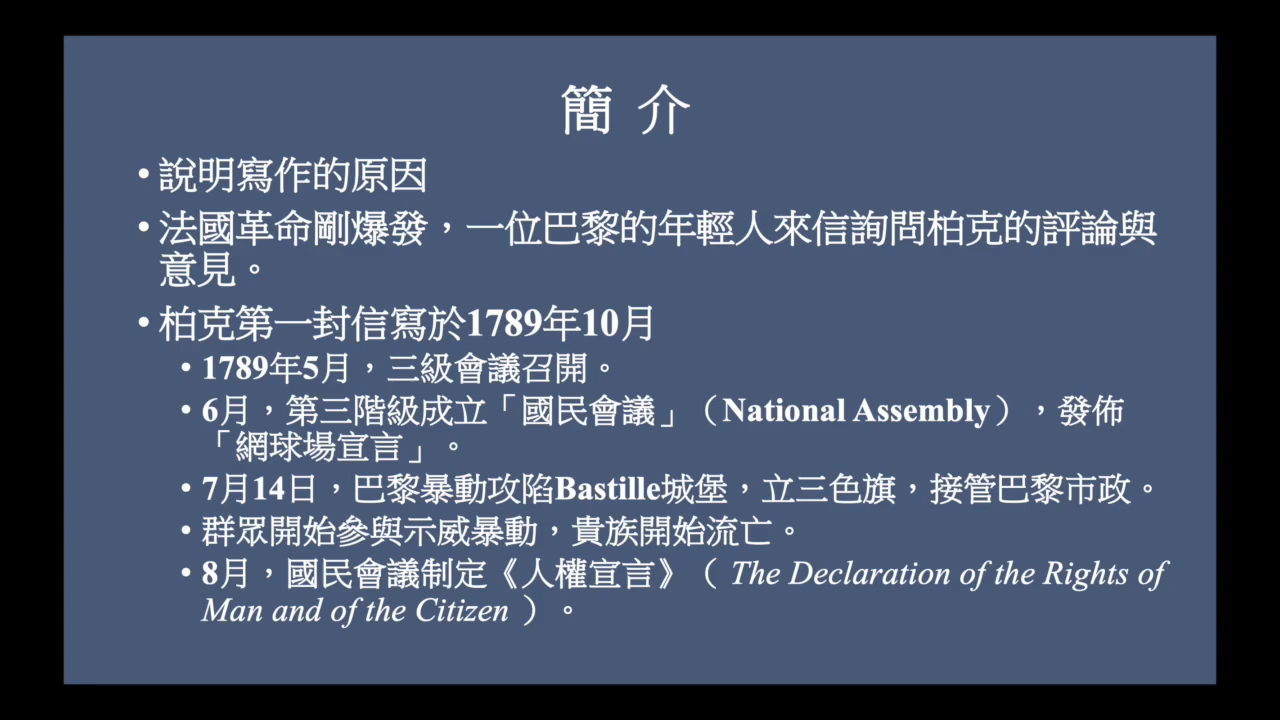 簡 介
• 說明寫作的原因
• 法國革命剛爆發，一位巴黎的年輕人來信詢問柏克的評論與
意見。
• 柏克第一封信寫於1789年10月
• 1789年5月，三級會議召開。
• 6月，第三階級成立「國民會議」（National Assembly），發佈
「網球場宣言」。
• 7月14日，巴黎暴動攻陷Bastille城堡，立三色旗，接管巴黎市政。
• 群眾開始參與示威暴動，貴族開始流亡。
• 8月，國民會議制定《人權宣言》（ The Declaration of the Rights of
Man and of the Citizen ）。